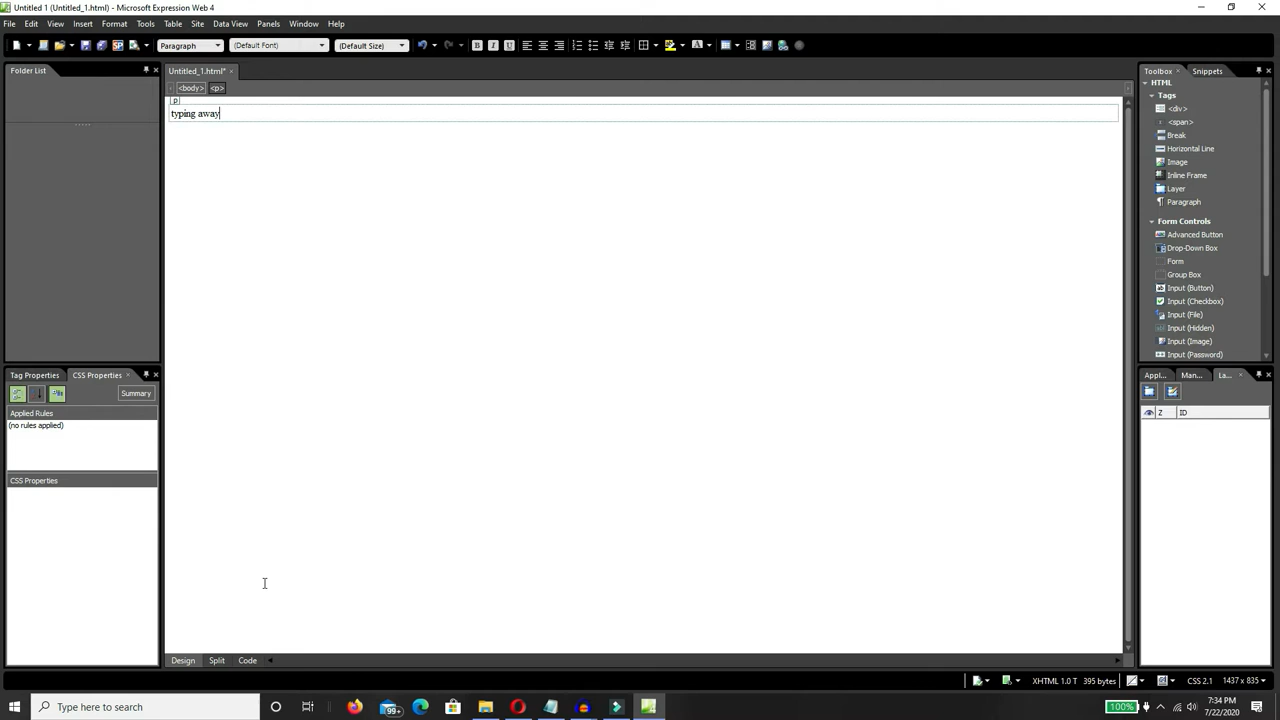 Untitled 1 (Untitled_1.html) - Microsoft Expression Web 4
File Edit View Insert Format Tools Table Site Data View Panels Window Help
Paragraph (Default Font) (Default Size) B I U A
Folder List
Untitled_1.html*
<body> <p>
p
typing away
Toolbox Snippets
HTML
Tags
<div>
<span>
Break
Horizontal Line
Image
Inline Frame
Layer
Paragraph
Form Controls
Advanced Button
Drop-Down Box
Form
Group Box
Input (Button)
Input (Checkbox)
Input (File)
Input (Hidden)
Input (Image)
Input (Password)
Tag Properties CSS Properties
Summary
Applied Rules
(no rules applied)
CSS Properties
Appl... Man... La...
Z ID
Design Split Code
XHTML 1.0 T 395 bytes CSS 2.1 1437 x 835
Type here to search
99+
100%
7:34 PM
7/22/2020